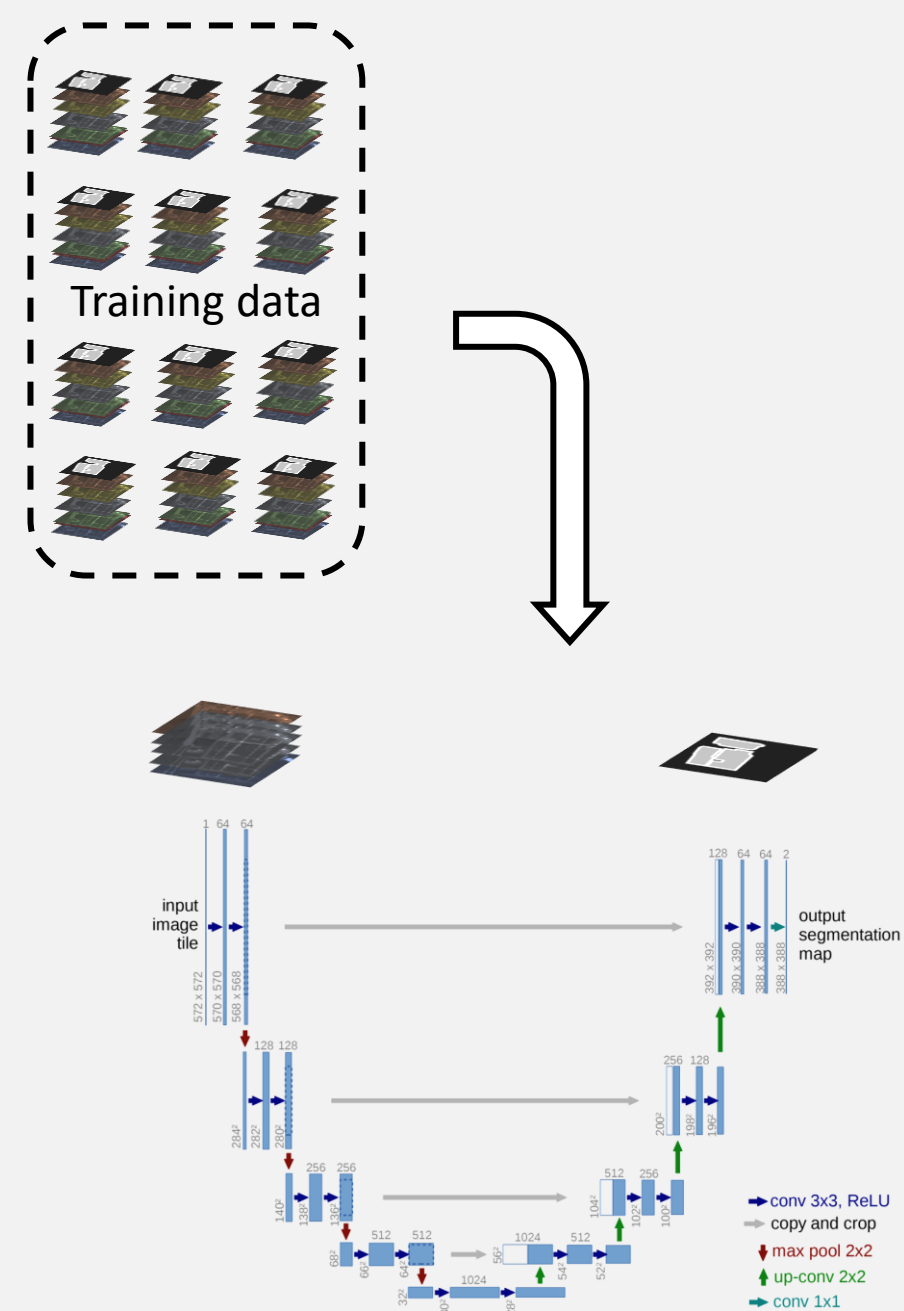 Training data
1 64 64
128 64 64 2
input
image
tile
output
segmentation
map
572 x 572
570 x 570
568 x 568
392 x 392
390 x 390
388 x 388
388 x 388
128 128
256 128
284²
282²
280²
200²
198²
196²
256 256
512 256
140²
138²
136²
104²
102²
100²
512 512
1024 512
68²
66²
64²
56²
54²
52²
1024
32²
conv 3x3, ReLU
copy and crop
max pool 2x2
up-conv 2x2
conv 1x1